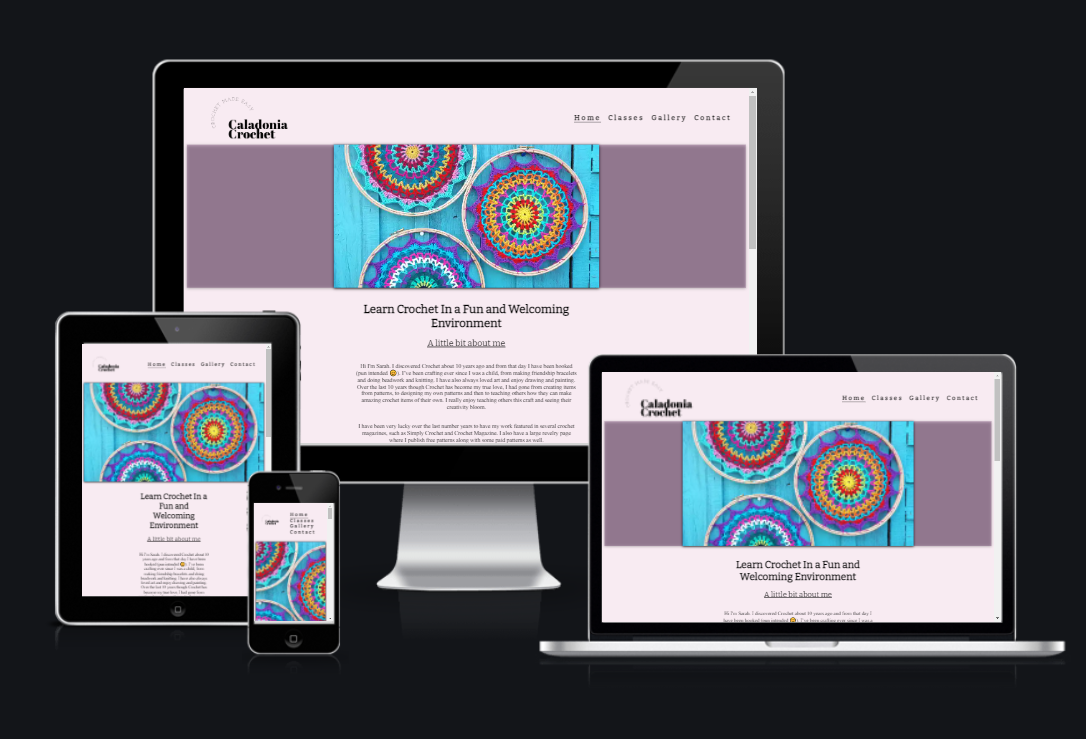 CROCHET MADE EASY
Caladonia
Crochet
Home Classes Gallery Contact
Learn Crochet In a Fun and Welcoming
Environment
A little bit about me
Hi I'm Sarah. I discovered Crochet about 10 years ago and from that day I have been hooked
(pun intended 😉). I've been crafting ever since I was a child, from making friendship bracelets
and doing beadwork and knitting. I have also always loved art and enjoy drawing and painting.
Over the last 10 years though Crochet has become my true love, I had gone from creating items
from patterns, to designing my own patterns and then to teaching others how they can make
amazing crochet items of their own. I really enjoy teaching others this craft and seeing their
creativity bloom.
I have been very lucky over the last number years to have my work featured in several crochet
magazines, such as Simply Crochet and Crochet Magazine. I also have a large ravelry page
where I publish free patterns along with some paid patterns as well.
Caladonia
Crochet
Home Classes Gallery Contact
Learn Crochet In a
Fun and
Welcoming
Environment
A little bit about me
Hi I'm Sarah. I discovered Crochet about 10
years ago and from that day I have been
hooked (pun intended 😉). I've been
crafting ever since I was a child, from
making friendship bracelets and doing
beadwork and knitting. I have also always
loved art and enjoy drawing and painting.
Over the last 10 years though Crochet has
become my true love, I had gone from
Home
Classes
Gallery
Contact
CROCHET MADE EASY
Caladonia
Crochet
Home Classes Gallery Contact
Learn Crochet In a Fun and
Welcoming Environment
A little bit about me
Hi I'm Sarah. I discovered Crochet about 10 years ago and from that day I
have been hooked (pun intended 😉). I've been crafting ever since I was a